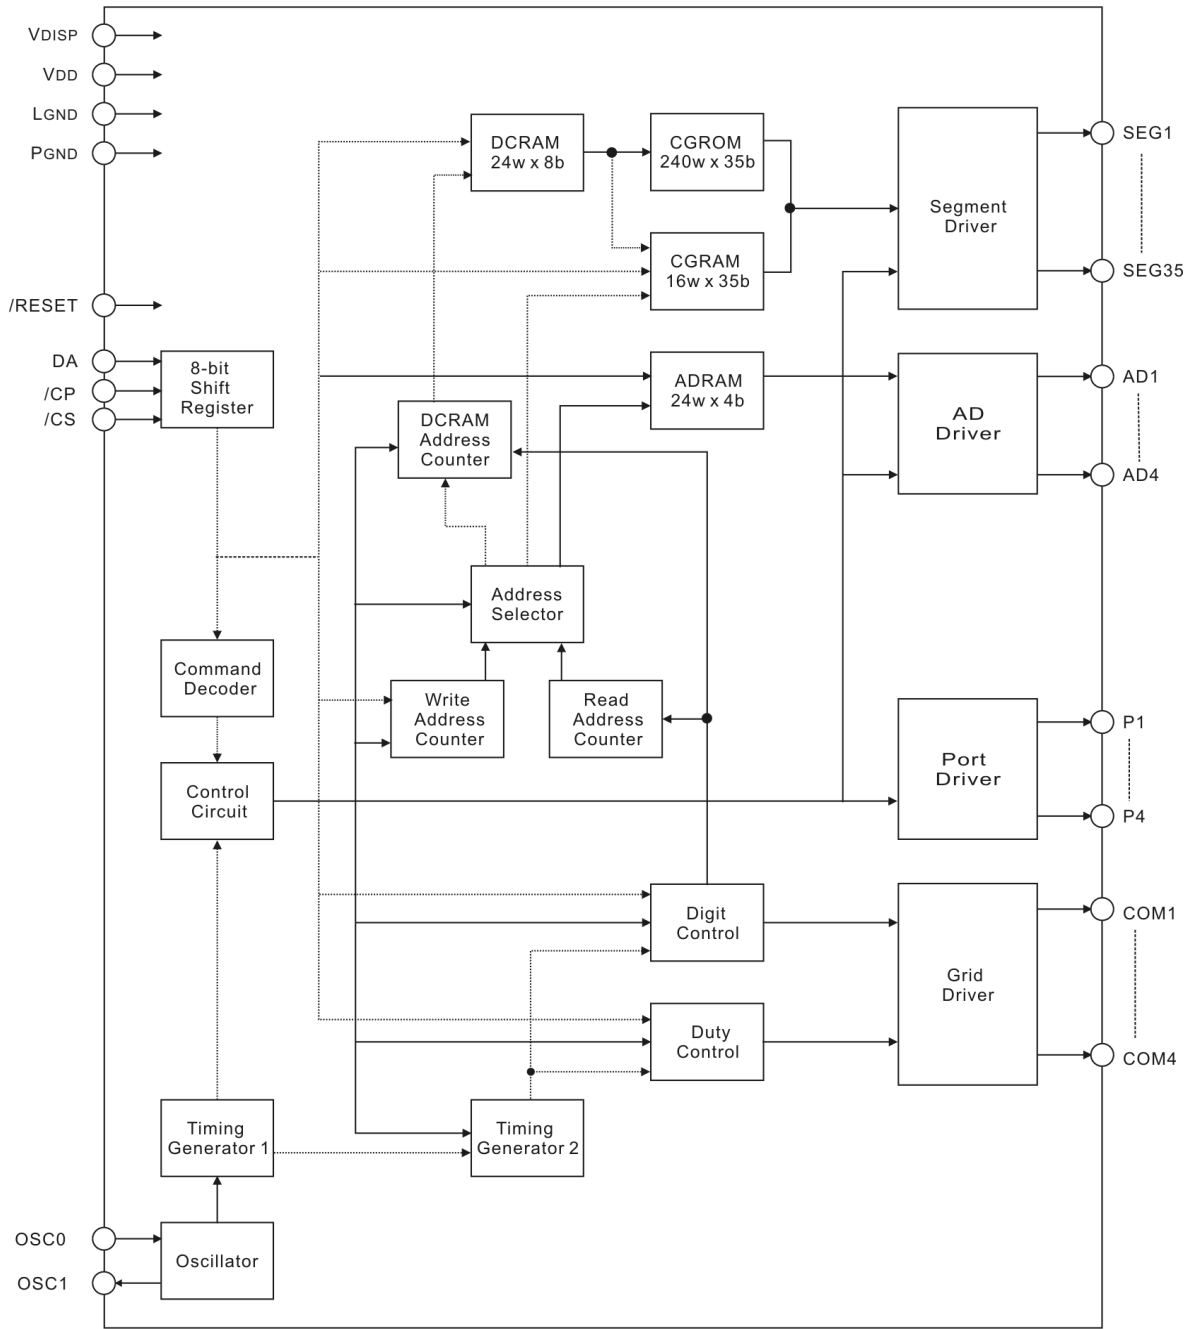 VDISP
VDD
LGND
PGND
/RESET
DA
/CP
/CS
8-bit
Shift
Register
DCRAM
24w x 8b
CGROM
240w x 35b
CGRAM
16w x 35b
Segment
Driver
SEG1
SEG35
ADRAM
24w x 4b
AD
Driver
AD1
AD4
DCRAM
Address
Counter
Address
Selector
Command
Decoder
Write
Address
Counter
Read
Address
Counter
Control
Circuit
Port
Driver
P1
P4
Digit
Control
Duty
Control
Grid
Driver
COM1
COM4
Timing
Generator 1
Timing
Generator 2
OSC0
OSC1
Oscillator